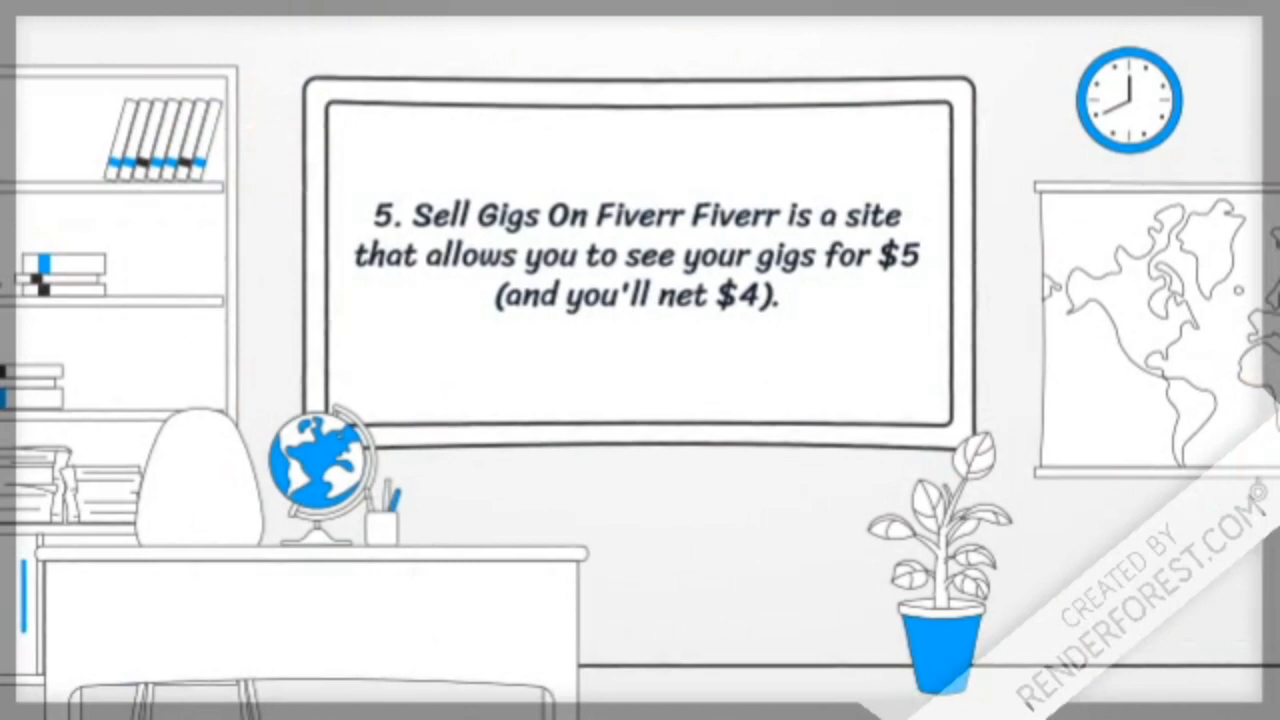 5. Sell Gigs On Fiverr Fiverr is a site
that allows you to see your gigs for $5
(and you'll net $4).
CREATED BY
RENDERFOREST.COM